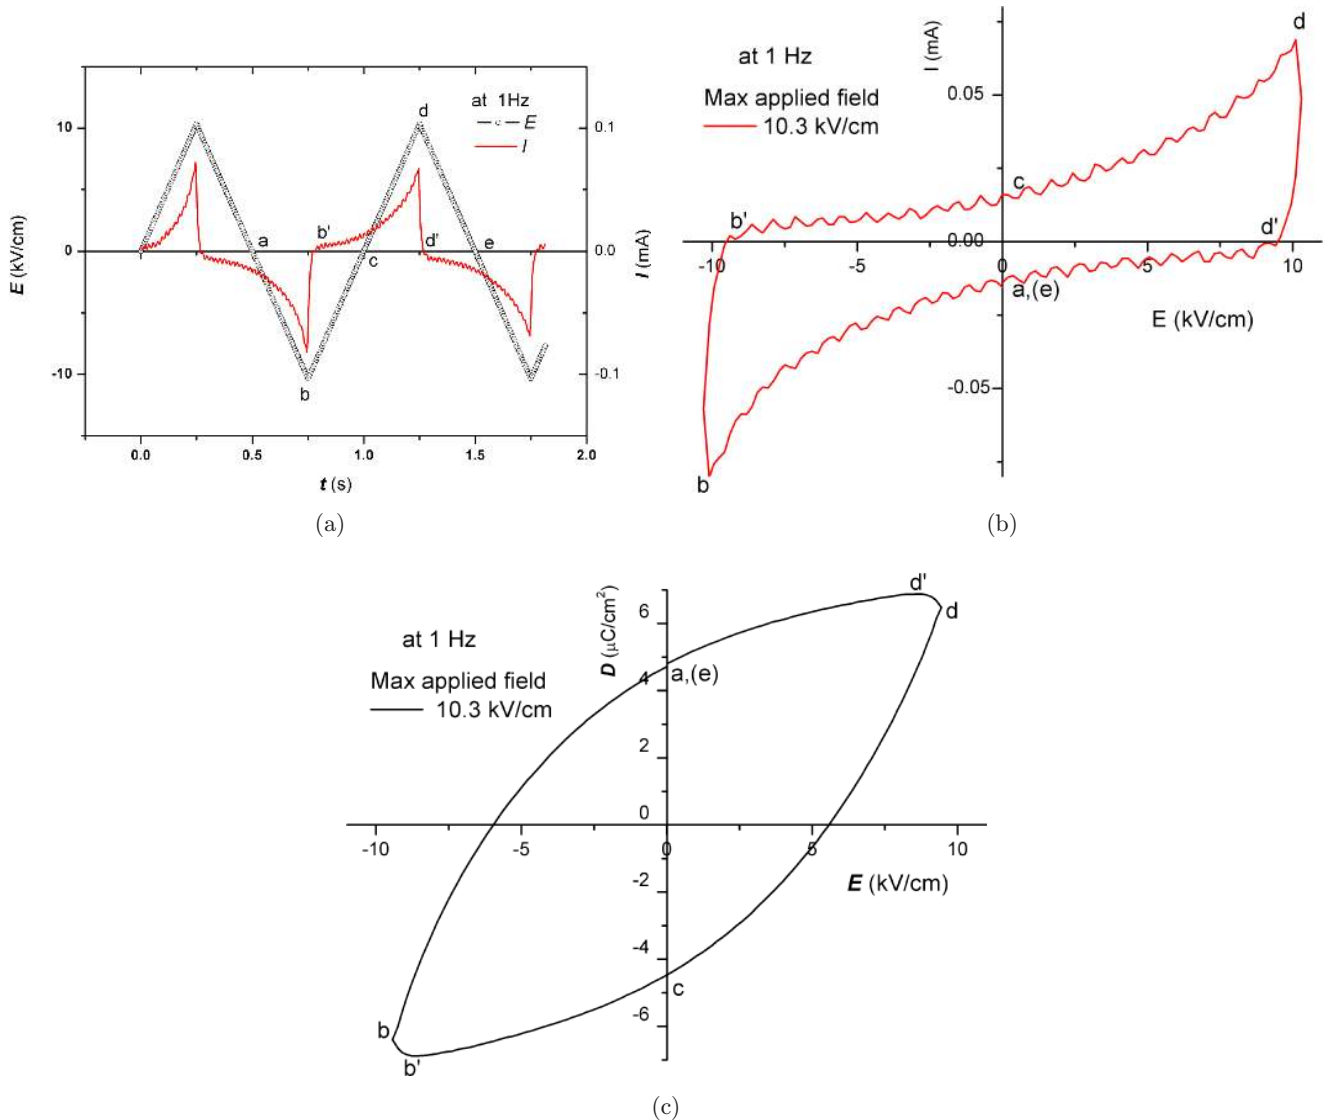 at 1Hz
E
I
10
0
-10
0.1
0.0
-0.1
E (kV/cm)
I (mA)
0.0
0.5
1.0
1.5
2.0
t (s)
a
b
b'
c
d
d'
e
(a)
at 1 Hz
Max applied field
10.3 kV/cm
I (mA)
0.05
0.00
-0.05
-10
-5
0
5
10
E (kV/cm)
b'
c
d
d'
a,(e)
b
(b)
at 1 Hz
Max applied field
10.3 kV/cm
D (μC/cm²)
6
4
2
0
-2
-4
-6
-10
-5
0
5
10
E (kV/cm)
d'
d
a,(e)
c
b
b'
(c)